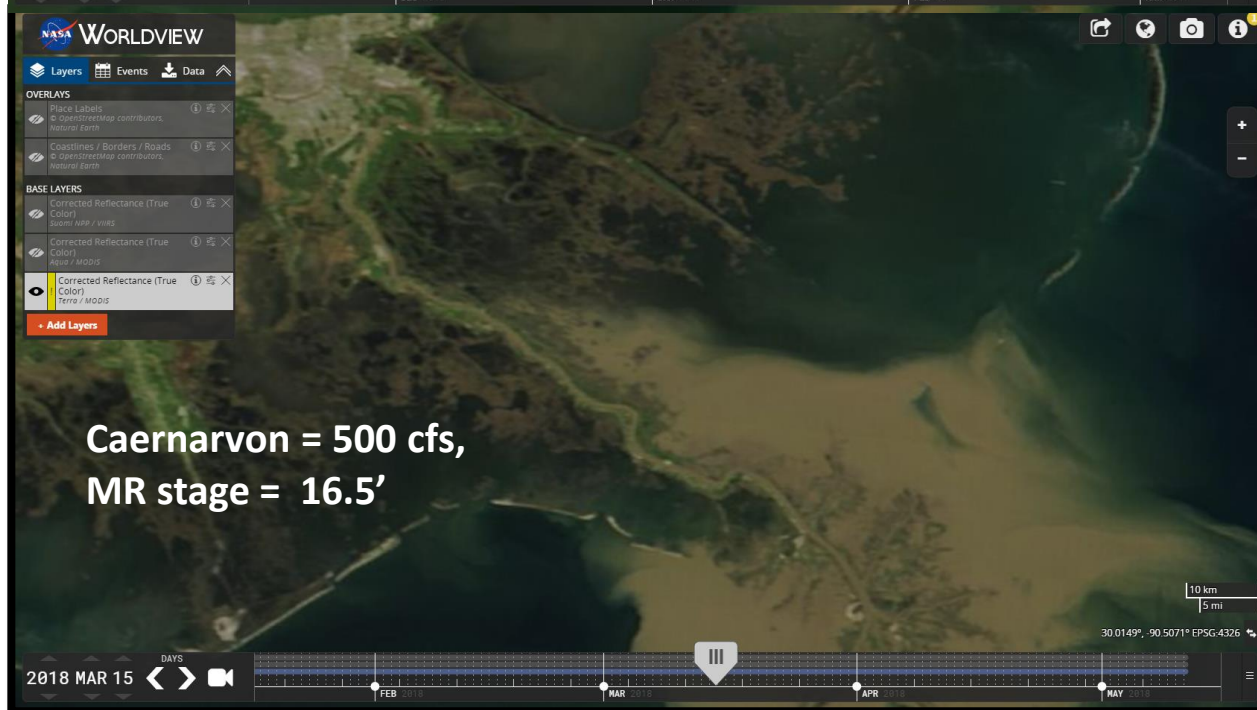 NASA WORLDVIEW
Layers Events Data
OVERLAYS
Place Labels
© OpenStreetMap contributors,
Natural Earth
Coastlines / Borders / Roads
© OpenStreetMap contributors,
Natural Earth
BASE LAYERS
Corrected Reflectance (True
Color)
Suomi NPP / VIIRS
Corrected Reflectance (True
Color)
Aqua / MODIS
Corrected Reflectance (True
Color)
Terra / MODIS
+ Add Layers
Caernarvon = 500 cfs,
MR stage = 16.5’
10 km
5 mi
30.0149°, -90.5071° EPSG:4326
DAYS
2018 MAR 15
FEB 2018
MAR 2018
APR 2018
MAY 2018